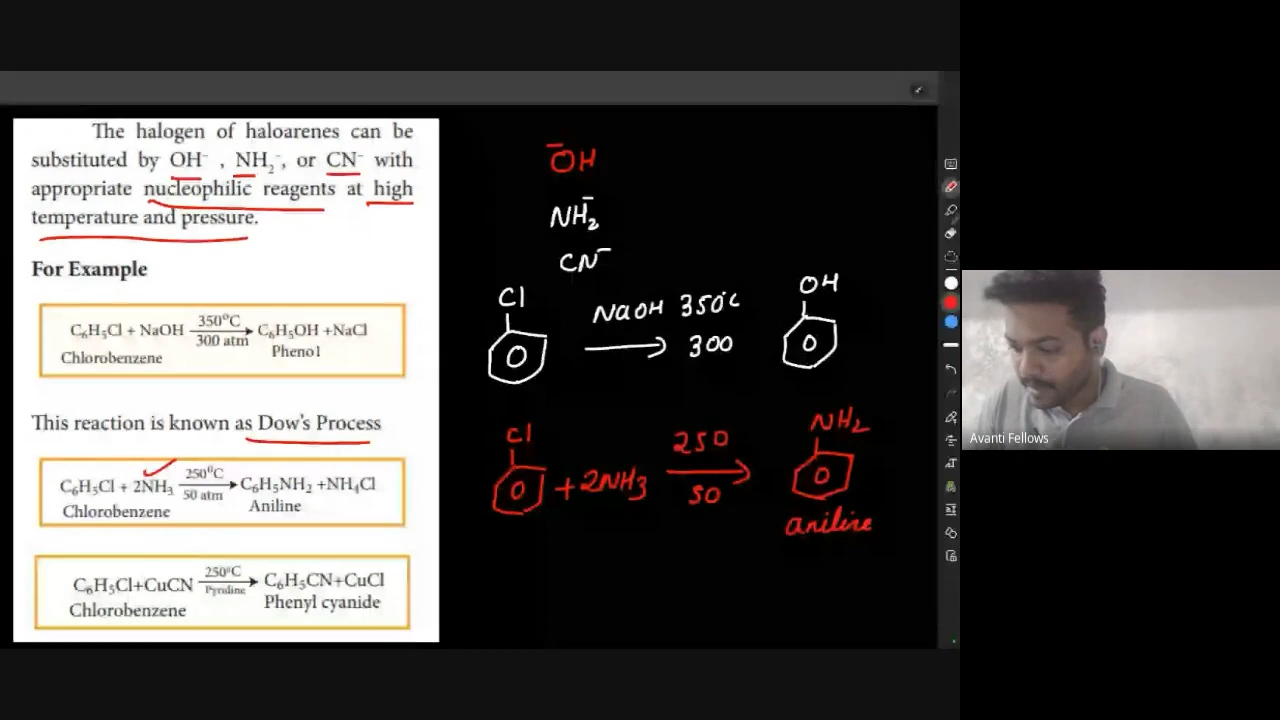 The halogen of haloarenes can be
substituted by OH⁻ , NH₂⁻, or CN⁻ with
appropriate nucleophilic reagents at high
temperature and pressure.
For Example
C₆H₅Cl + NaOH 350⁰C 300 atm C₆H₅OH +NaCl
Chlorobenzene Phenol
This reaction is known as Dow's Process
C₆H₅Cl + 2NH₃ 250⁰C 50 atm C₆H₅NH₂ +NH₄Cl
Chlorobenzene Aniline
C₆H₅Cl+CuCN 250⁰C Pyridine C₆H₅CN+CuCl
Chlorobenzene Phenyl cyanide
⁻OH
NH₂⁻
CN⁻
Cl NaOH 350°C OH
300
Cl 250 NH₂
+ 2NH₃
50
aniline
Avanti Fellows